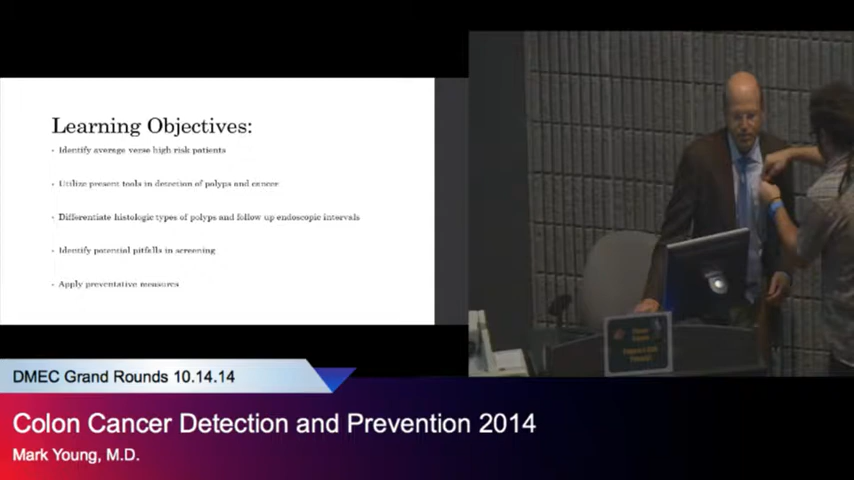 Learning Objectives:
• Identify average verse high risk patients
• Utilize present tools in detection of polyps and cancer
• Differentiate histologic types of polyps and follow up endoscopic intervals
• Identify potential pitfalls in screening
• Apply preventative measures
DMEC Grand Rounds 10.14.14
Colon Cancer Detection and Prevention 2014
Mark Young, M.D.